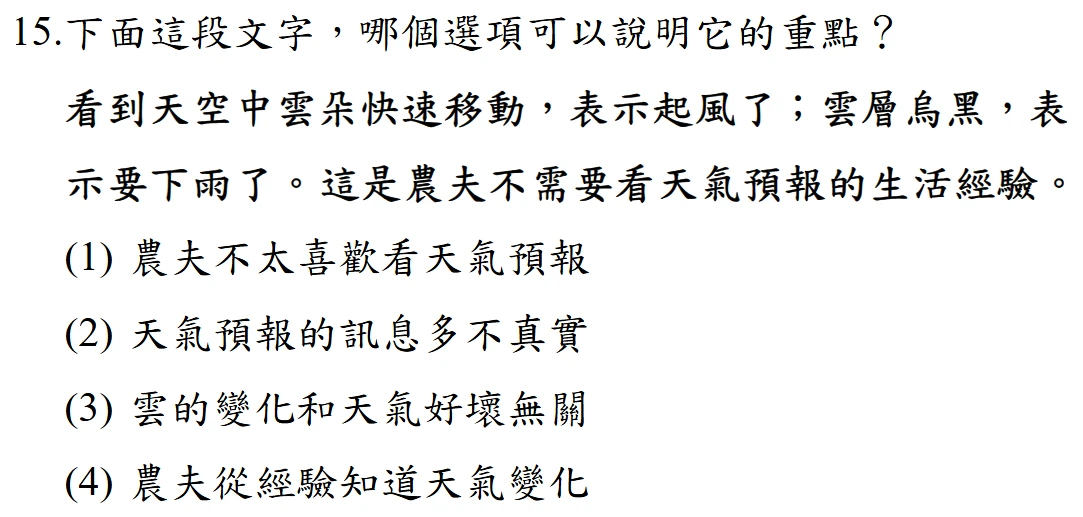 15.下面這段文字，哪個選項可以說明它的重點？
看到天空中雲朵快速移動，表示起風了；雲層烏黑，表
示要下雨了。這是農夫不需要看天氣預報的生活經驗。
(1) 農夫不太喜歡看天氣預報
(2) 天氣預報的訊息多不真實
(3) 雲的變化和天氣好壞無關
(4) 農夫從經驗知道天氣變化